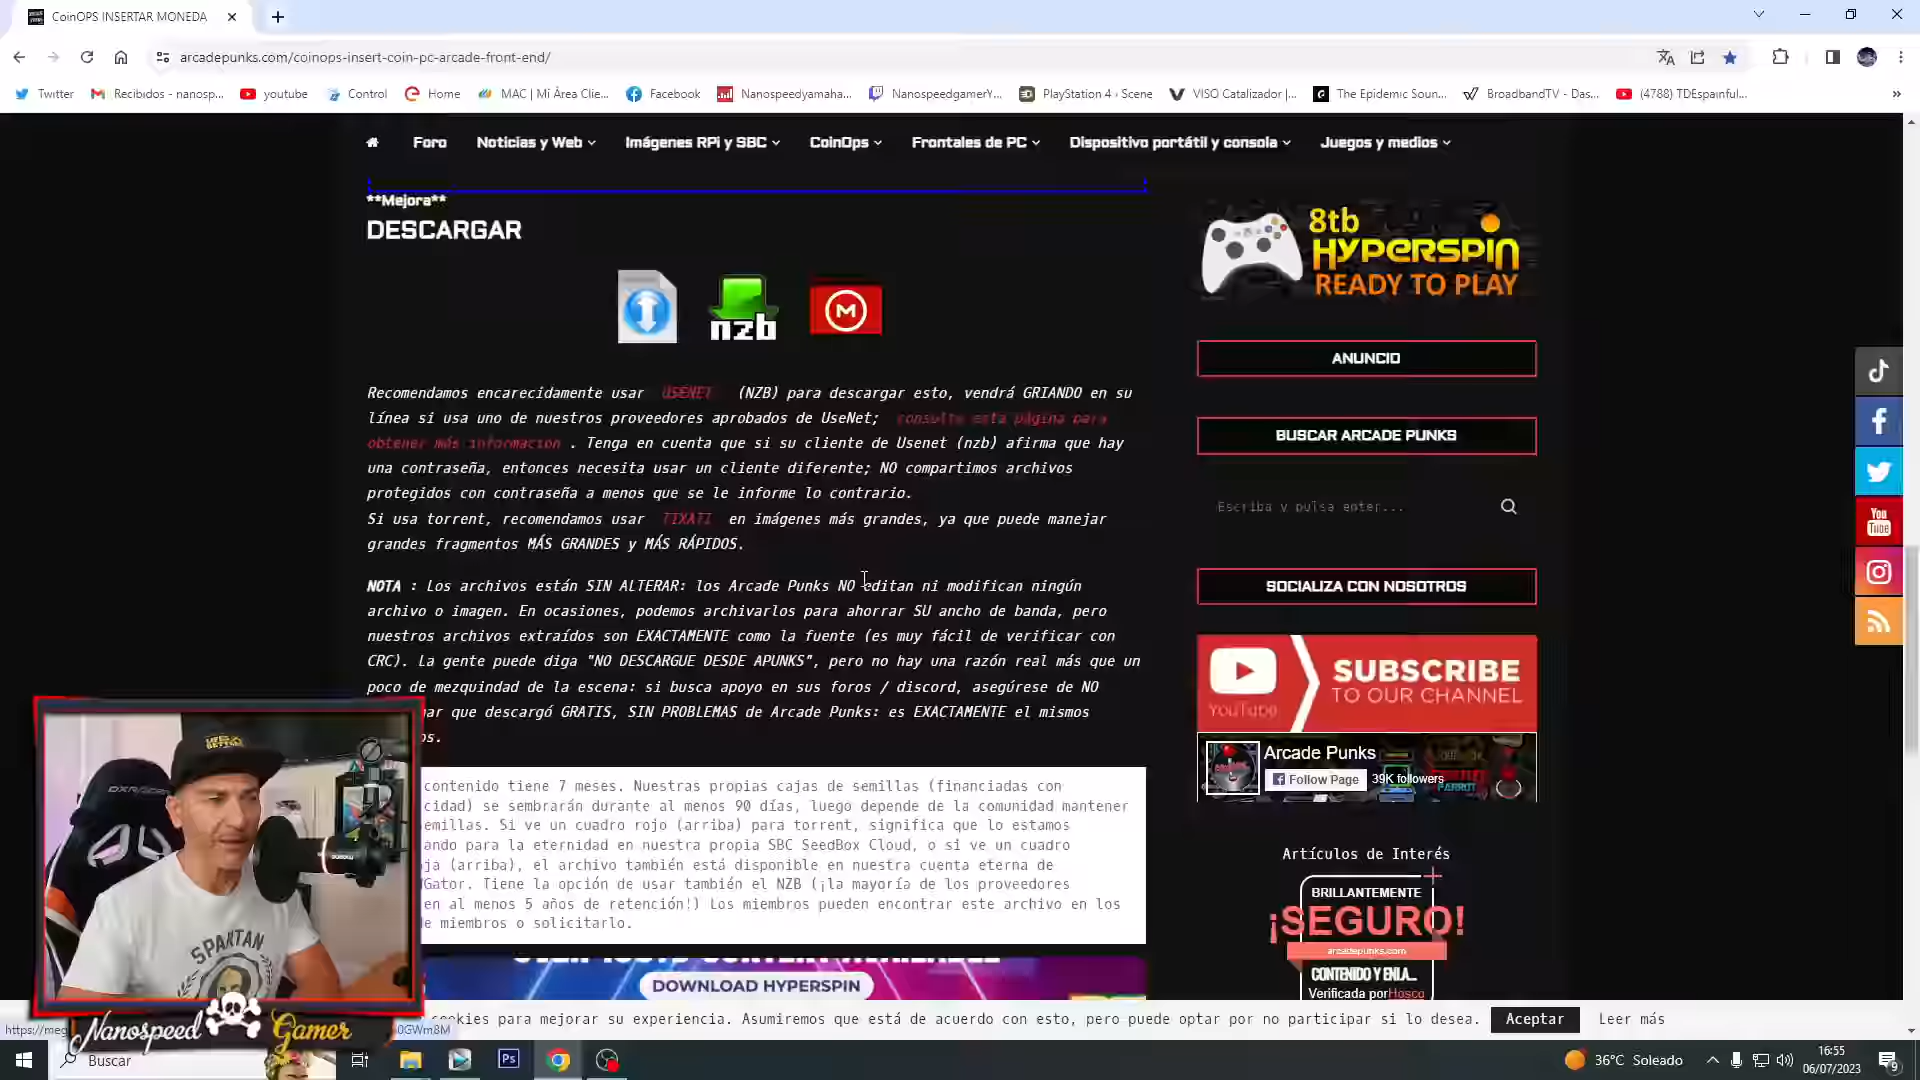 CoinOPS INSERTAR MONEDA
arcadepunks.com/coinops-insert-coin-pc-arcade-front-end/
Twitter
Recibidos - nanosp...
youtube
Control
Home
MAC | Mi Área Clie...
Facebook
Nanospeedyamaha...
NanospeedgamerY...
PlayStation 4 › Scene
VISO Catalizador |...
The Epidemic Soun...
BroadbandTV - Das...
(4788) TDEspainful...
Foro
Noticias y Web
Imágenes RPi y SBC
CoinOps
Frontales de PC
Dispositivo portátil y consola
Juegos y medios
**Mejora**
DESCARGAR
nzb
Recomendamos encarecidamente usar USENET (NZB) para descargar esto, vendrá GRIANDO en su
línea si usa uno de nuestros proveedores aprobados de UseNet; consulte esta página para
obtener más información . Tenga en cuenta que si su cliente de Usenet (nzb) afirma que hay
una contraseña, entonces necesita usar un cliente diferente; NO compartimos archivos
protegidos con contraseña a menos que se le informe lo contrario.
Si usa torrent, recomendamos usar TIXATI en imágenes más grandes, ya que puede manejar
grandes fragmentos MÁS GRANDES y MÁS RÁPIDOS.
NOTA : Los archivos están SIN ALTERAR: los Arcade Punks NO editan ni modifican ningún
archivo o imagen. En ocasiones, podemos archivarlos para ahorrar SU ancho de banda, pero
nuestros archivos extraídos son EXACTAMENTE como la fuente (es muy fácil de verificar con
CRC). La gente puede diga "NO DESCARGUE DESDE APUNKS", pero no hay una razón real más que un
poco de mezquindad de la escena: si busca apoyo en sus foros / discord, asegúrese de NO
ar que descargó GRATIS, SIN PROBLEMAS de Arcade Punks: es EXACTAMENTE el mismos
os.
contenido tiene 7 meses. Nuestras propias cajas de semillas (financiadas con
cidad) se sembrarán durante al menos 90 días, luego depende de la comunidad mantener
emillas. Si ve un cuadro rojo (arriba) para torrent, significa que lo estamos
ando para la eternidad en nuestra propia SBC SeedBox Cloud, o si ve un cuadro
ja (arriba), el archivo también está disponible en nuestra cuenta eterna de
Gator. Tiene la opción de usar también el NZB (¡la mayoría de los proveedores
en al menos 5 años de retención!) Los miembros pueden encontrar este archivo en los
e miembros o solicitarlo.
DOWNLOAD HYPERSPIN
8tb
HYPERSPIN
READY TO PLAY
ANUNCIO
BUSCAR ARCADE PUNKS
Escriba y pulsa enter...
SOCIALIZA CON NOSOTROS
YouTube
SUBSCRIBE
TO OUR CHANNEL
Arcade Punks
Follow Page
39K followers
Artículos de Interés
BRILLANTEMENTE
¡SEGURO!
arcadepunks.com
CONTENIDO Y ENLA...
Verificada por Hosco
You
Tube
SPARTAN
Nanospeed Gamer
https://meg
0GWm8M
ookies para mejorar su experiencia. Asumiremos que está de acuerdo con esto, pero puede optar por no participar si lo desea.
Aceptar
Leer más
Buscar
Ps
36°C Soleado
16:55
06/07/2023
9